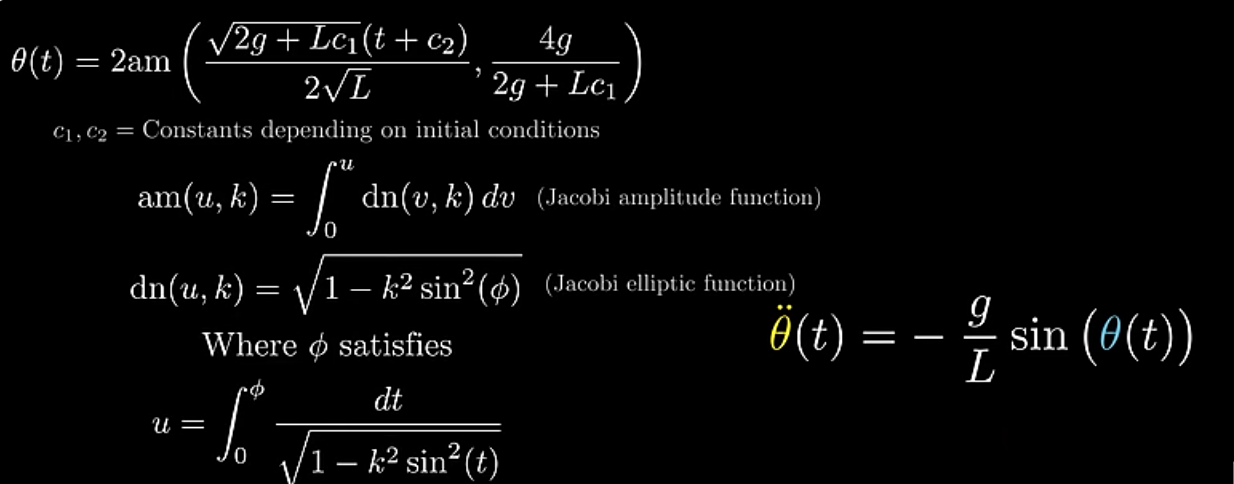 θ(t) = 2am ( √(2g + Lc₁)(t + c₂) / 2√L , 4g / (2g + Lc₁) )
c₁, c₂ = Constants depending on initial conditions
am(u, k) = ∫₀ᵘ dn(v, k) dv (Jacobi amplitude function)
dn(u, k) = √(1 − k² sin²(ϕ)) (Jacobi elliptic function)
Where ϕ satisfies
u = ∫₀^ϕ dt / √(1 − k² sin²(t))
θ̈(t) = − g/L sin (θ(t))